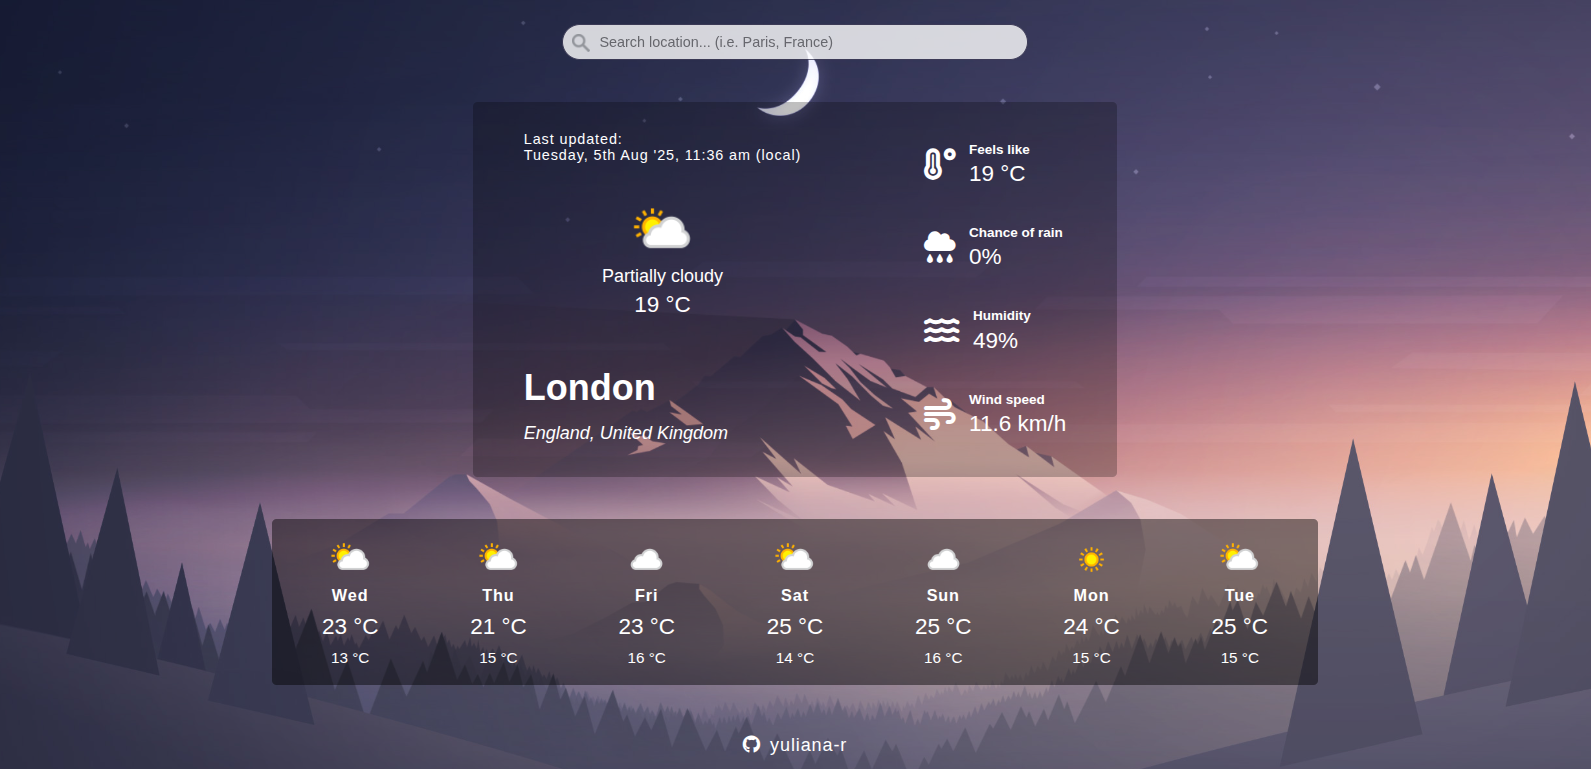 Search location... (i.e. Paris, France)
Last updated:
Tuesday, 5th Aug '25, 11:36 am (local)
Partially cloudy
19 °C
London
England, United Kingdom
Feels like
19 °C
Chance of rain
0%
Humidity
49%
Wind speed
11.6 km/h
Wed
23 °C
13 °C
Thu
21 °C
15 °C
Fri
23 °C
16 °C
Sat
25 °C
14 °C
Sun
25 °C
16 °C
Mon
24 °C
15 °C
Tue
25 °C
15 °C
yuliana-r